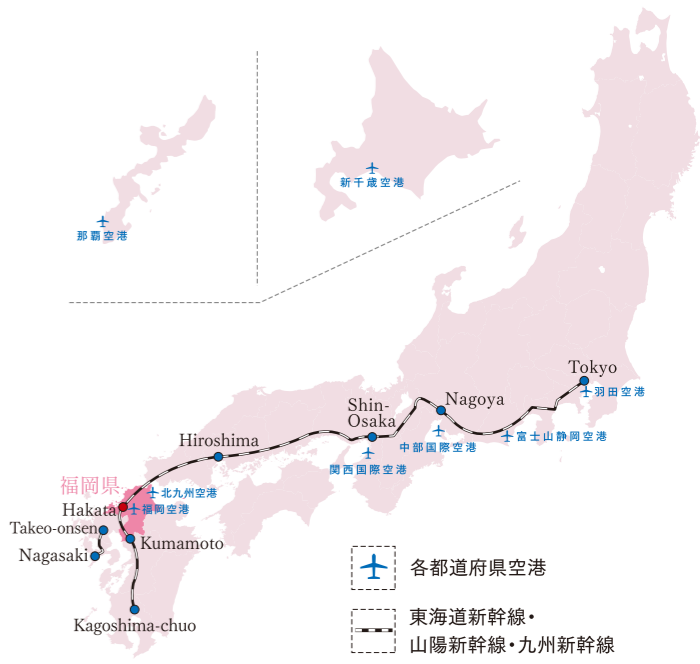 新千歳空港
那覇空港
Tokyo
羽田空港
Shin-
Osaka
Nagoya
富士山静岡空港
中部国際空港
関西国際空港
Hiroshima
福岡県
北九州空港
Hakata
福岡空港
Takeo-onsen
Kumamoto
Nagasaki
Kagoshima-chuo
各都道府県空港
東海道新幹線・
山陽新幹線・九州新幹線